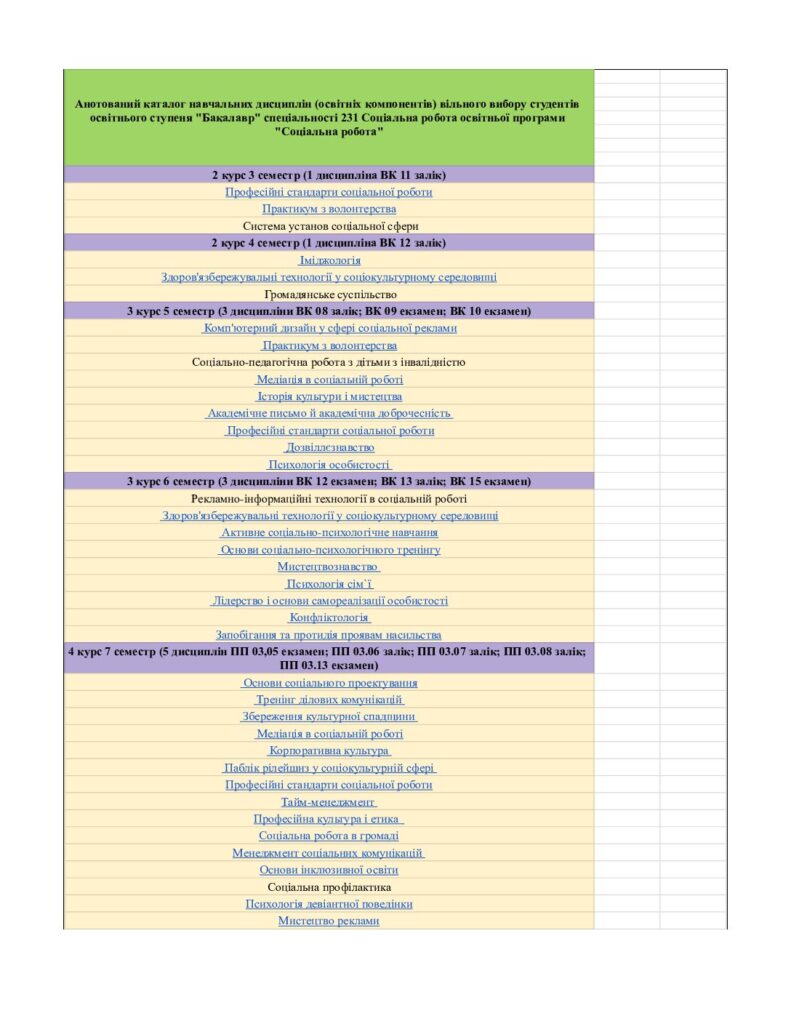 Анотований каталог навчальних дисциплін (освітніх компонентів) вільного вибору студентів
освітнього ступеня "Бакалавр" спеціальності 231 Соціальна робота освітньої програми
"Соціальна робота"
2 курс 3 семестр (1 дисципліна ВК 11 залік)
Професійні стандарти соціальної роботи
Практикум з волонтерства
Система установ соціальної сфери
2 курс 4 семестр (1 дисципліна ВК 12 залік)
Іміджологія
Здоров'язбережувальні технології у соціокультурному середовищі
Громадянське суспільство
3 курс 5 семестр (3 дисципліни ВК 08 залік; ВК 09 екзамен; ВК 10 екзамен)
Комп'ютерний дизайн у сфері соціальної реклами
Практикум з волонтерства
Соціально-педагогічна робота з дітьми з інвалідністю
Медіація в соціальній роботі
Історія культури і мистецтва
Академічне письмо й академічна доброчесність
Професійні стандарти соціальної роботи
Дозвіллєзнавство
Психологія особистості
3 курс 6 семестр (3 дисципліни ВК 12 екзамен; ВК 13 залік; ВК 15 екзамен)
Рекламно-інформаційні технології в соціальній роботі
Здоров'язбережувальні технології у соціокультурному середовищі
Активне соціально-психологічне навчання
Основи соціально-психологічного тренінгу
Мистецтвознавство
Психологія сім`ї
Лідерство і основи самореалізації особистості
Конфліктологія
Запобігання та протидія проявам насильства
4 курс 7 семестр (5 дисциплін ПП 03,05 екзамен; ПП 03.06 залік; ПП 03.07 залік; ПП 03.08 залік;
ПП 03.13 екзамен)
Основи соціального проектування
Тренінг ділових комунікацій
Збереження культурної спадщини
Медіація в соціальній роботі
Корпоративна культура
Паблік рілейшнз у соціокультурній сфері
Професійні стандарти соціальної роботи
Тайм-менеджмент
Професійна культура і етика
Соціальна робота в громаді
Менеджмент соціальних комунікацій
Основи інклюзивної освіти
Соціальна профілактика
Психологія девіантної поведінки
Мистецтво реклами